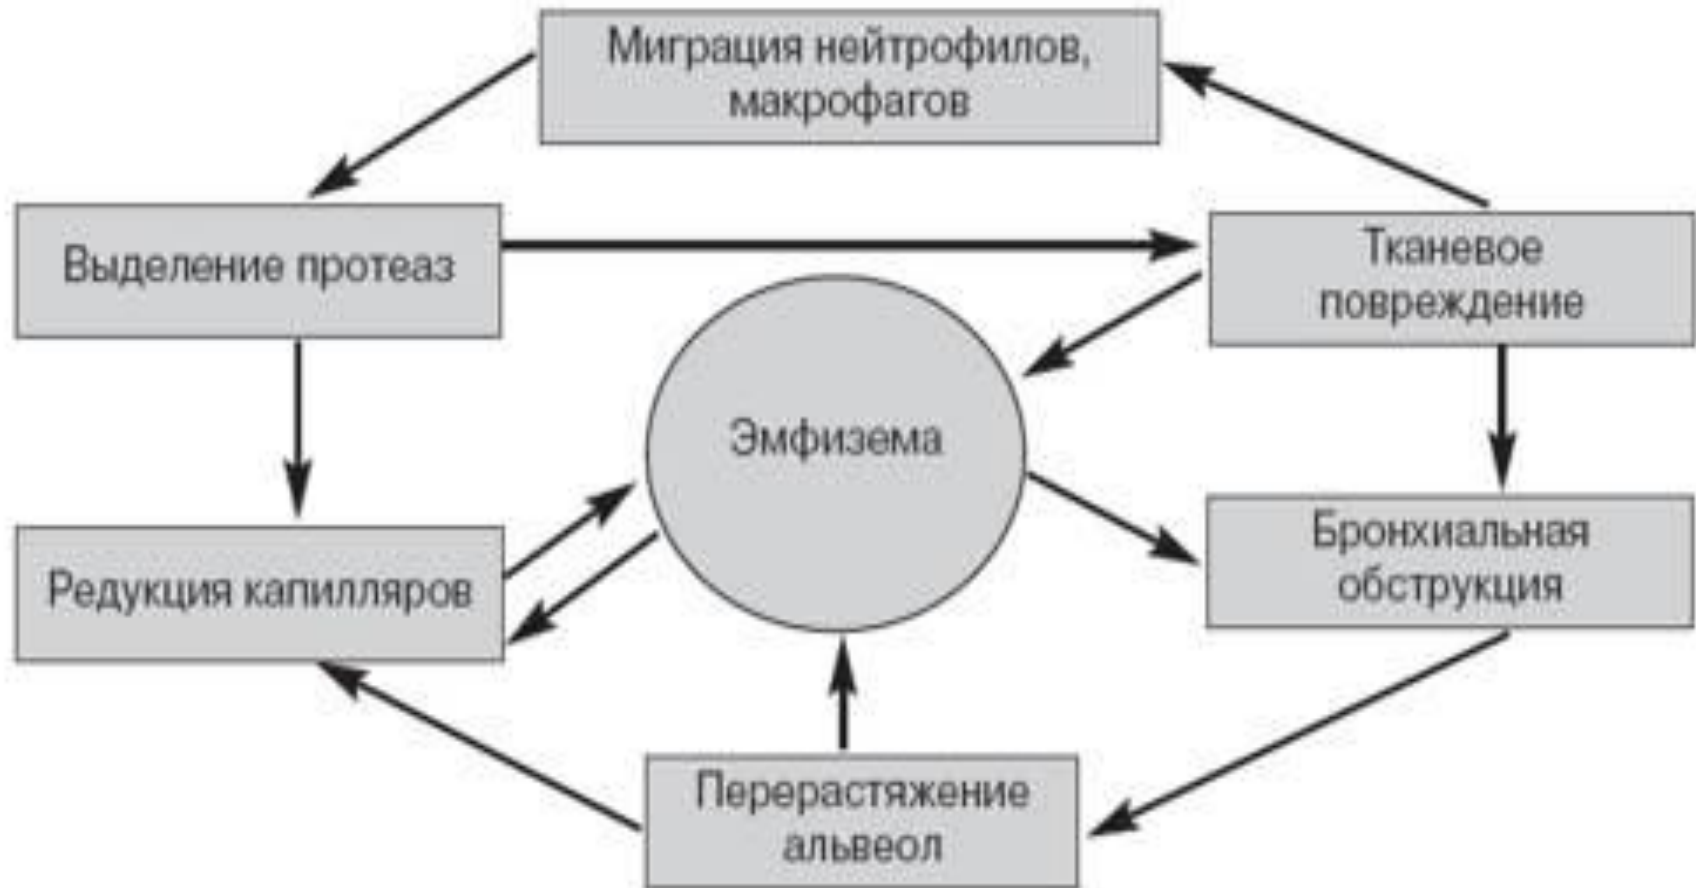 Миграция нейтрофилов,
макрофагов
Выделение протеаз
Тканевое
повреждение
Эмфизема
Редукция капилляров
Бронхиальная
обструкция
Перерастяжение
альвеол